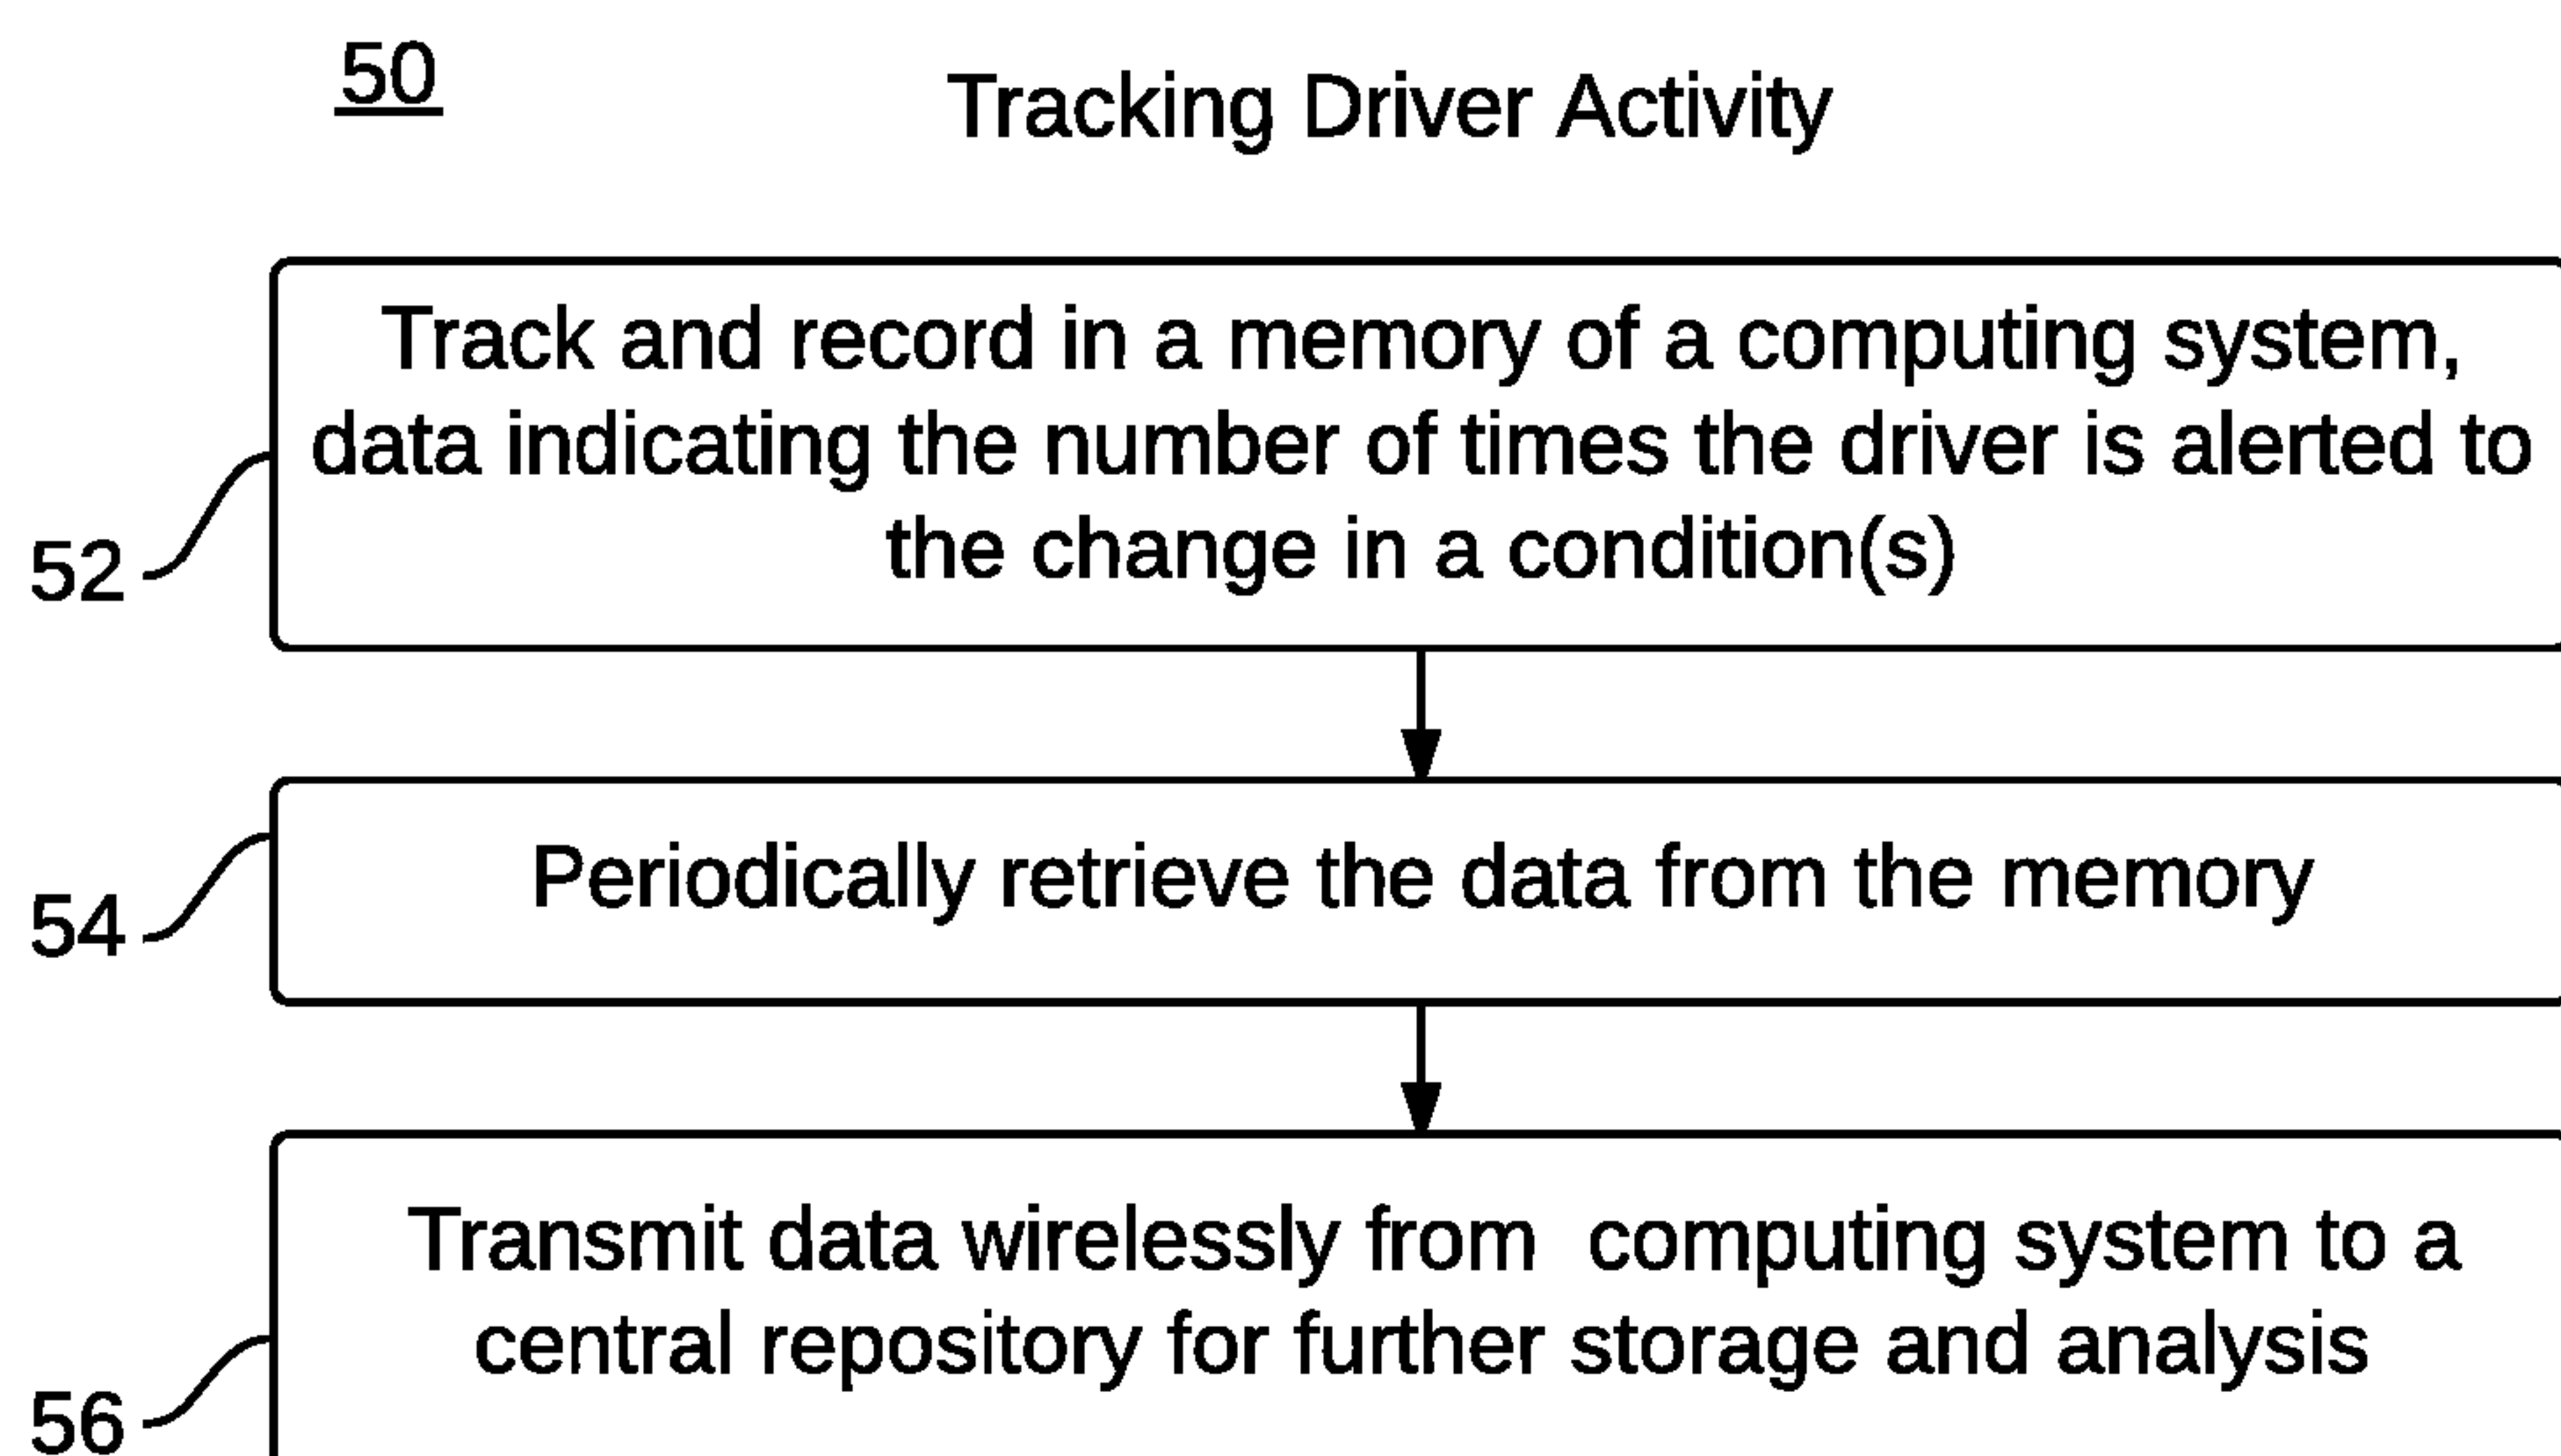 50
Tracking Driver Activity
Track and record in a memory of a computing system,
data indicating the number of times the driver is alerted to
the change in a condition(s)
52
Periodically retrieve the data from the memory
54
Transmit data wirelessly from  computing system to a
central repository for further storage and analysis
56